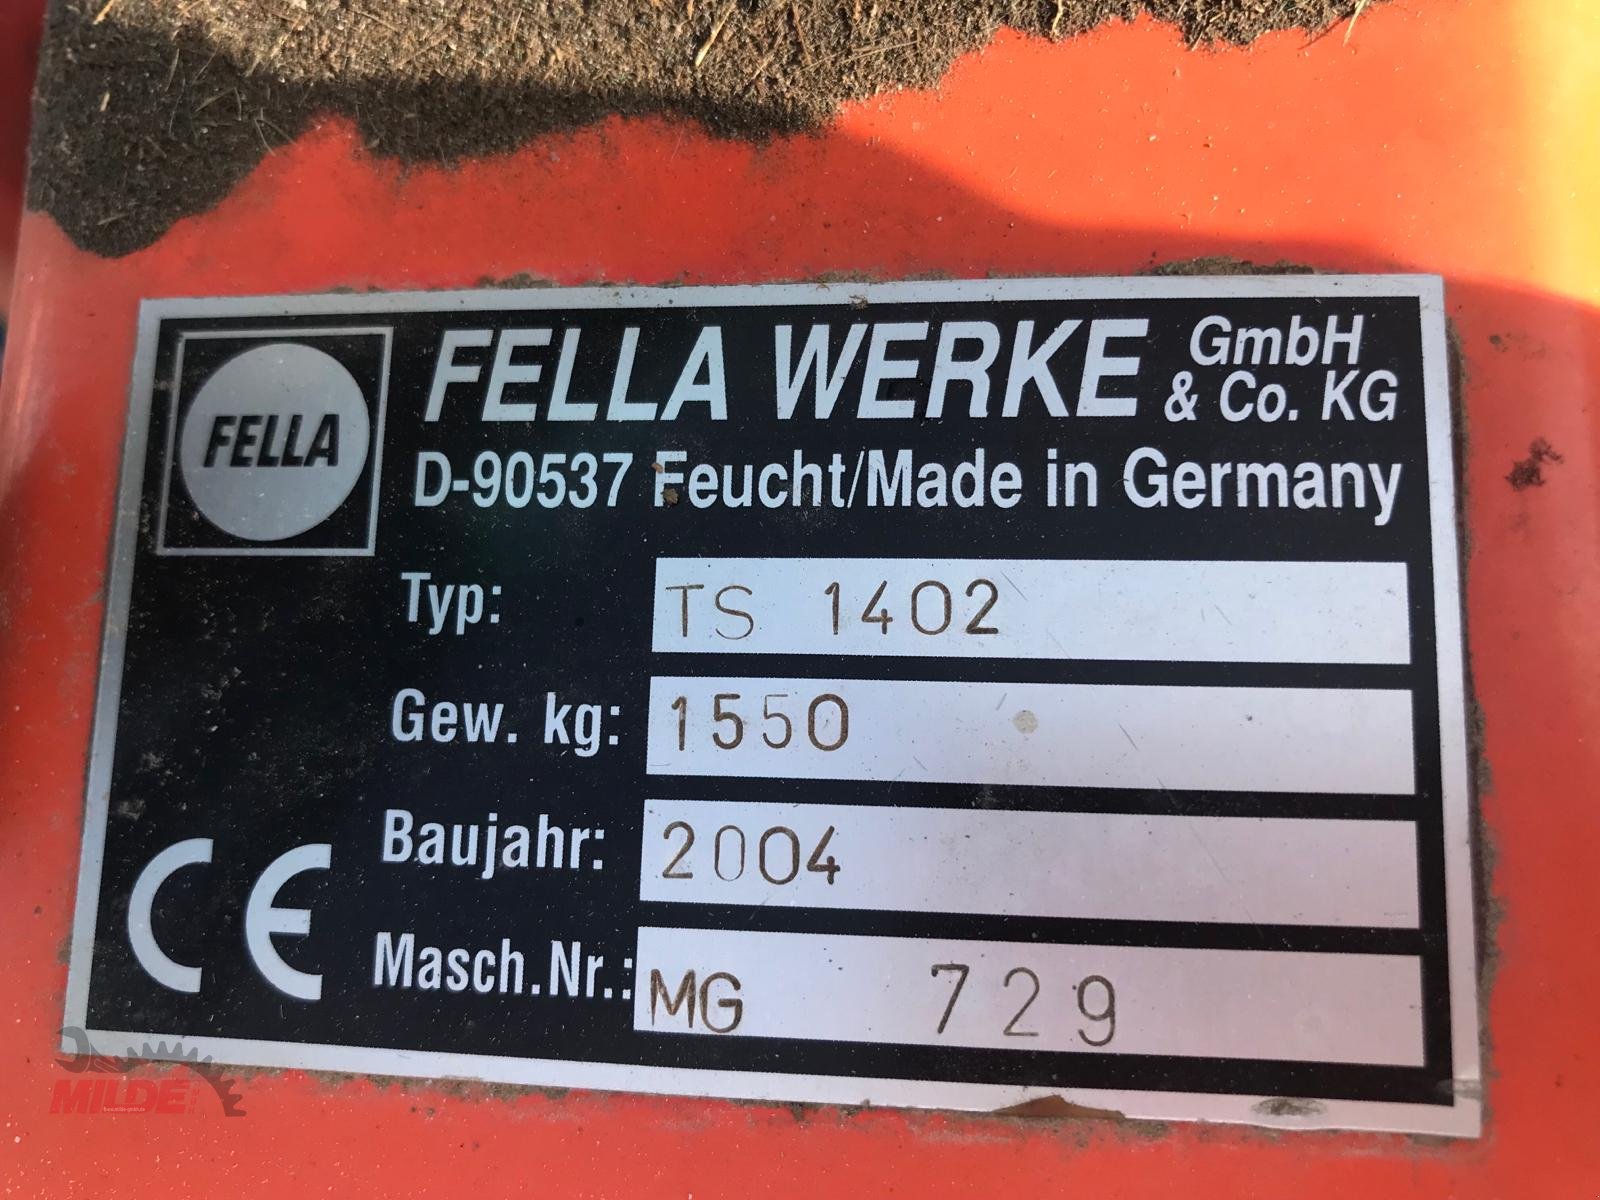 FELLA
FELLA WERKE GmbH & Co. KG
D-90537 Feucht/Made in Germany
Typ: TS 1402
Gew. kg: 1550
Baujahr: 2004
Masch.Nr.: MG 729
CE
MILDE